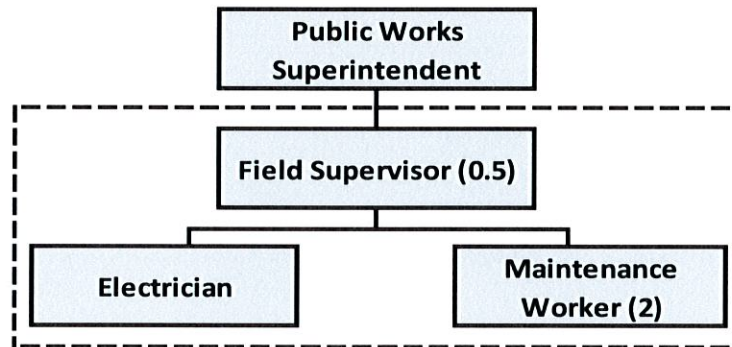 Public Works
Superintendent
Field Supervisor (0.5)
Electrician
Maintenance
Worker (2)